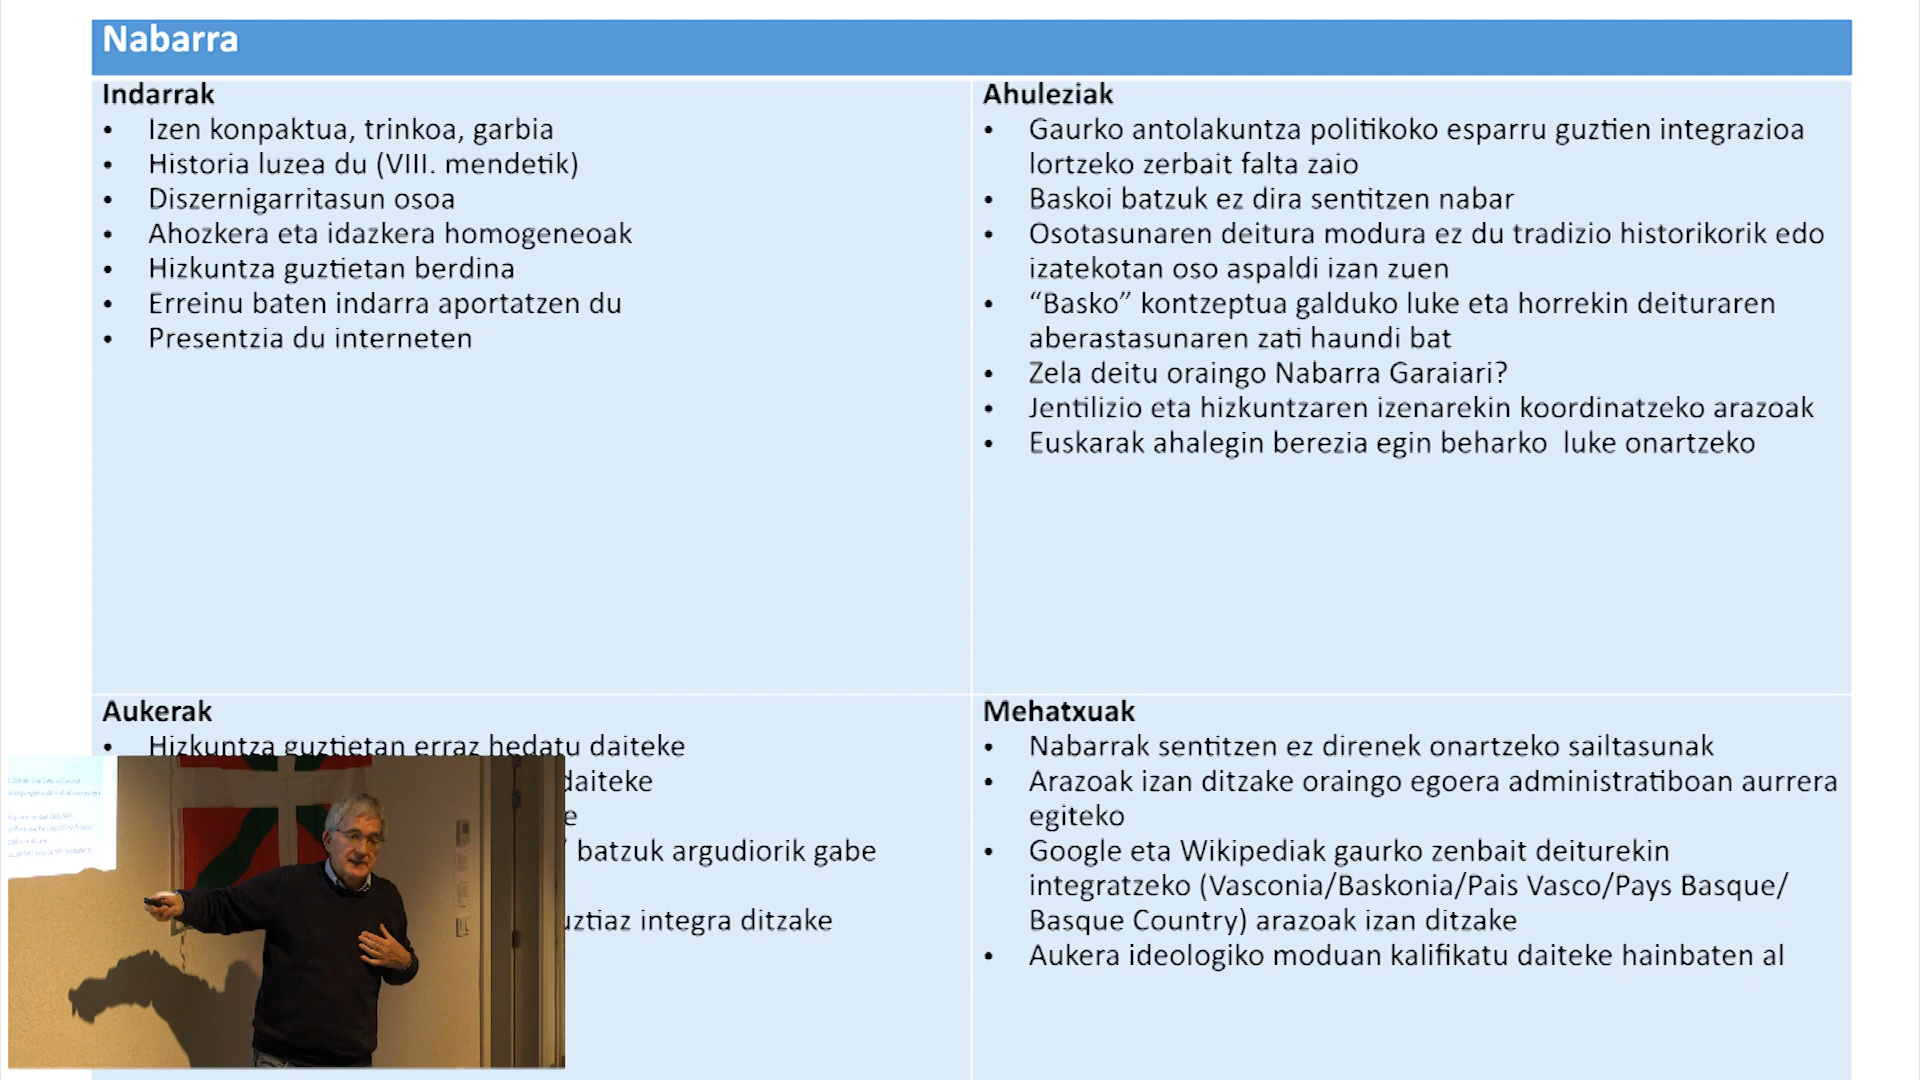 Nabarra
Indarrak
• Izen konpaktua, trinkoa, garbia
• Historia luzea du (VIII. mendetik)
• Diszernigarritasun osoa
• Ahozkera eta idazkera homogeneoak
• Hizkuntza guztietan berdina
• Erreinu baten indarra aportatzen du
• Presentzia du interneten
Ahuleziak
• Gaurko antolakuntza politikoko esparru guztien integrazioa
lortzeko zerbait falta zaio
• Baskoi batzuk ez dira sentitzen nabar
• Osotasunaren deitura modura ez du tradizio historikorik edo
izatekotan oso aspaldi izan zuen
• “Basko” kontzeptua galduko luke eta horrekin deituraren
aberastasunaren zati haundi bat
• Zela deitu oraingo Nabarra Garaiari?
• Jentilizio eta hizkuntzaren izenarekin koordinatzeko arazoak
• Euskarak ahalegin berezia egin beharko luke onartzeko
Aukerak
• Hizkuntza guztietan erraz hedatu daiteke
daiteke
batzuk argudiorik gabe
integra ditzake
Mehatxuak
• Nabarrak sentitzen ez direnek onartzeko sailtasunak
• Arazoak izan ditzake oraingo egoera administratiboan aurrera
egiteko
• Google eta Wikipediak gaurko zenbait deiturekin
integratzeko (Vasconia/Baskonia/Pais Vasco/Pays Basque/
Basque Country) arazoak izan ditzake
• Aukera ideologiko moduan kalifikatu daiteke hainbaten al